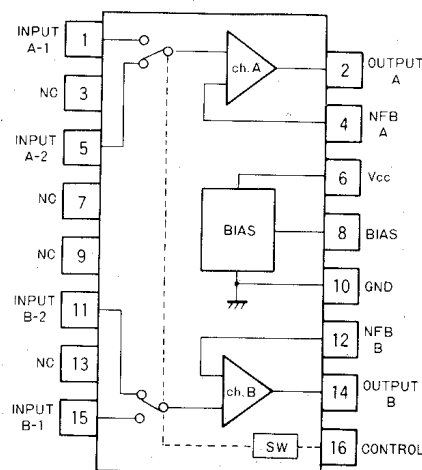 INPUT
A-1
1
NC
3
INPUT
A-2
5
NC
7
NC
9
INPUT
B-2
11
NC
13
INPUT
B-1
15
ch.A
BIAS
ch.B
SW
2
OUTPUT
A
4
NFB
A
6
Vcc
8
BIAS
10
GND
12
NFB
B
14
OUTPUT
B
16
CONTROL